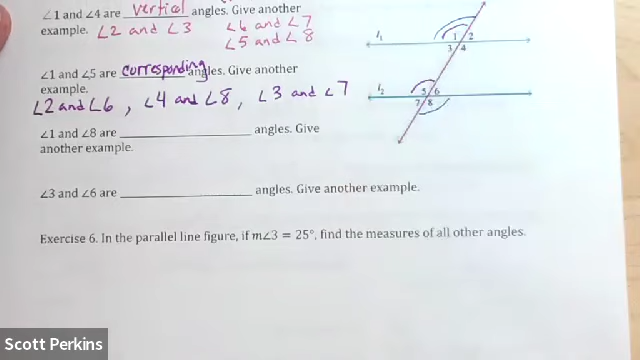 ∠1 and ∠4 are vertical angles. Give another
example. ∠2 and ∠3 ∠6 and ∠7
∠5 and ∠8
∠1 and ∠5 are corresponding angles. Give another
example.
∠2 and ∠6 , ∠4 and ∠8, ∠3 and ∠7
∠1 and ∠8 are ____________ angles. Give
another example.
∠3 and ∠6 are ____________ angles. Give another example.
Exercise 6. In the parallel line figure, if m∠3 = 25°, find the measures of all other angles.
l₁ 1 2
3 4
l₂ 5 6
7 8
Scott Perkins